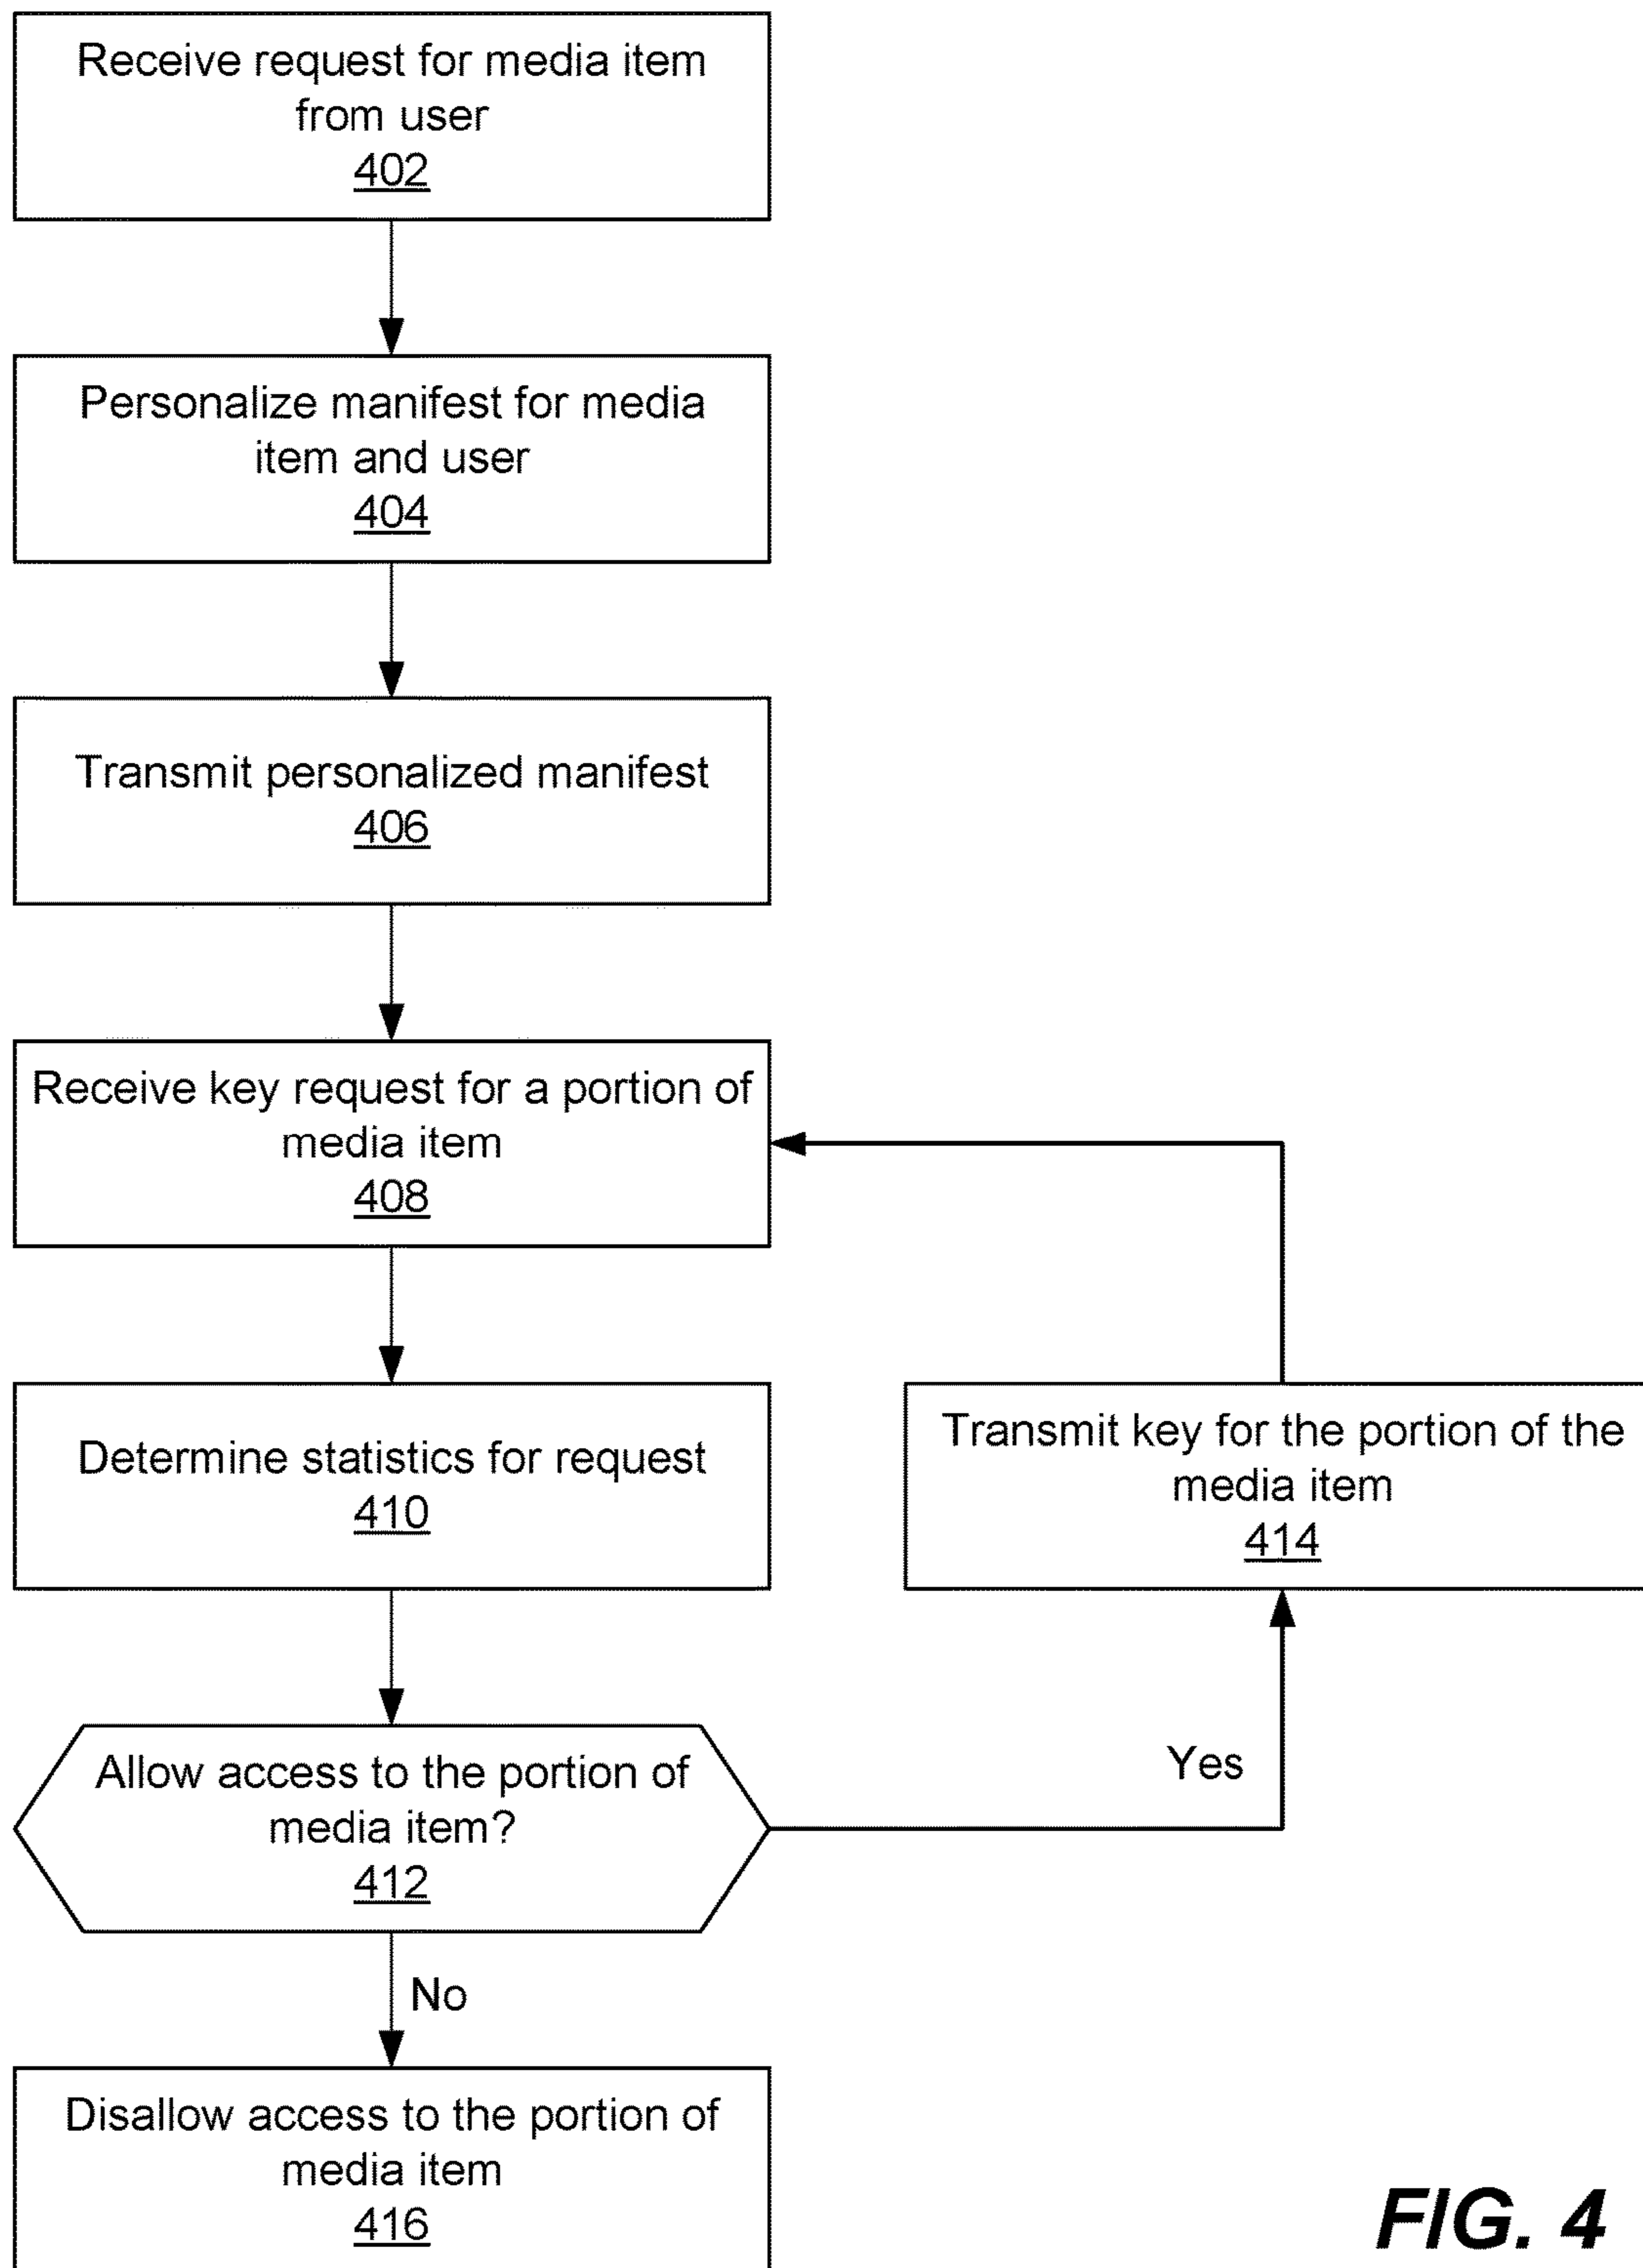 Receive request for media item
from user
402
Personalize manifest for media
item and user
404
Transmit personalized manifest
406
Receive key request for a portion of
media item
408
Determine statistics for request
410
Transmit key for the portion of the
media item
414
Allow access to the portion of
media item?
412
Yes
No
Disallow access to the portion of
media item
416
FIG. 4